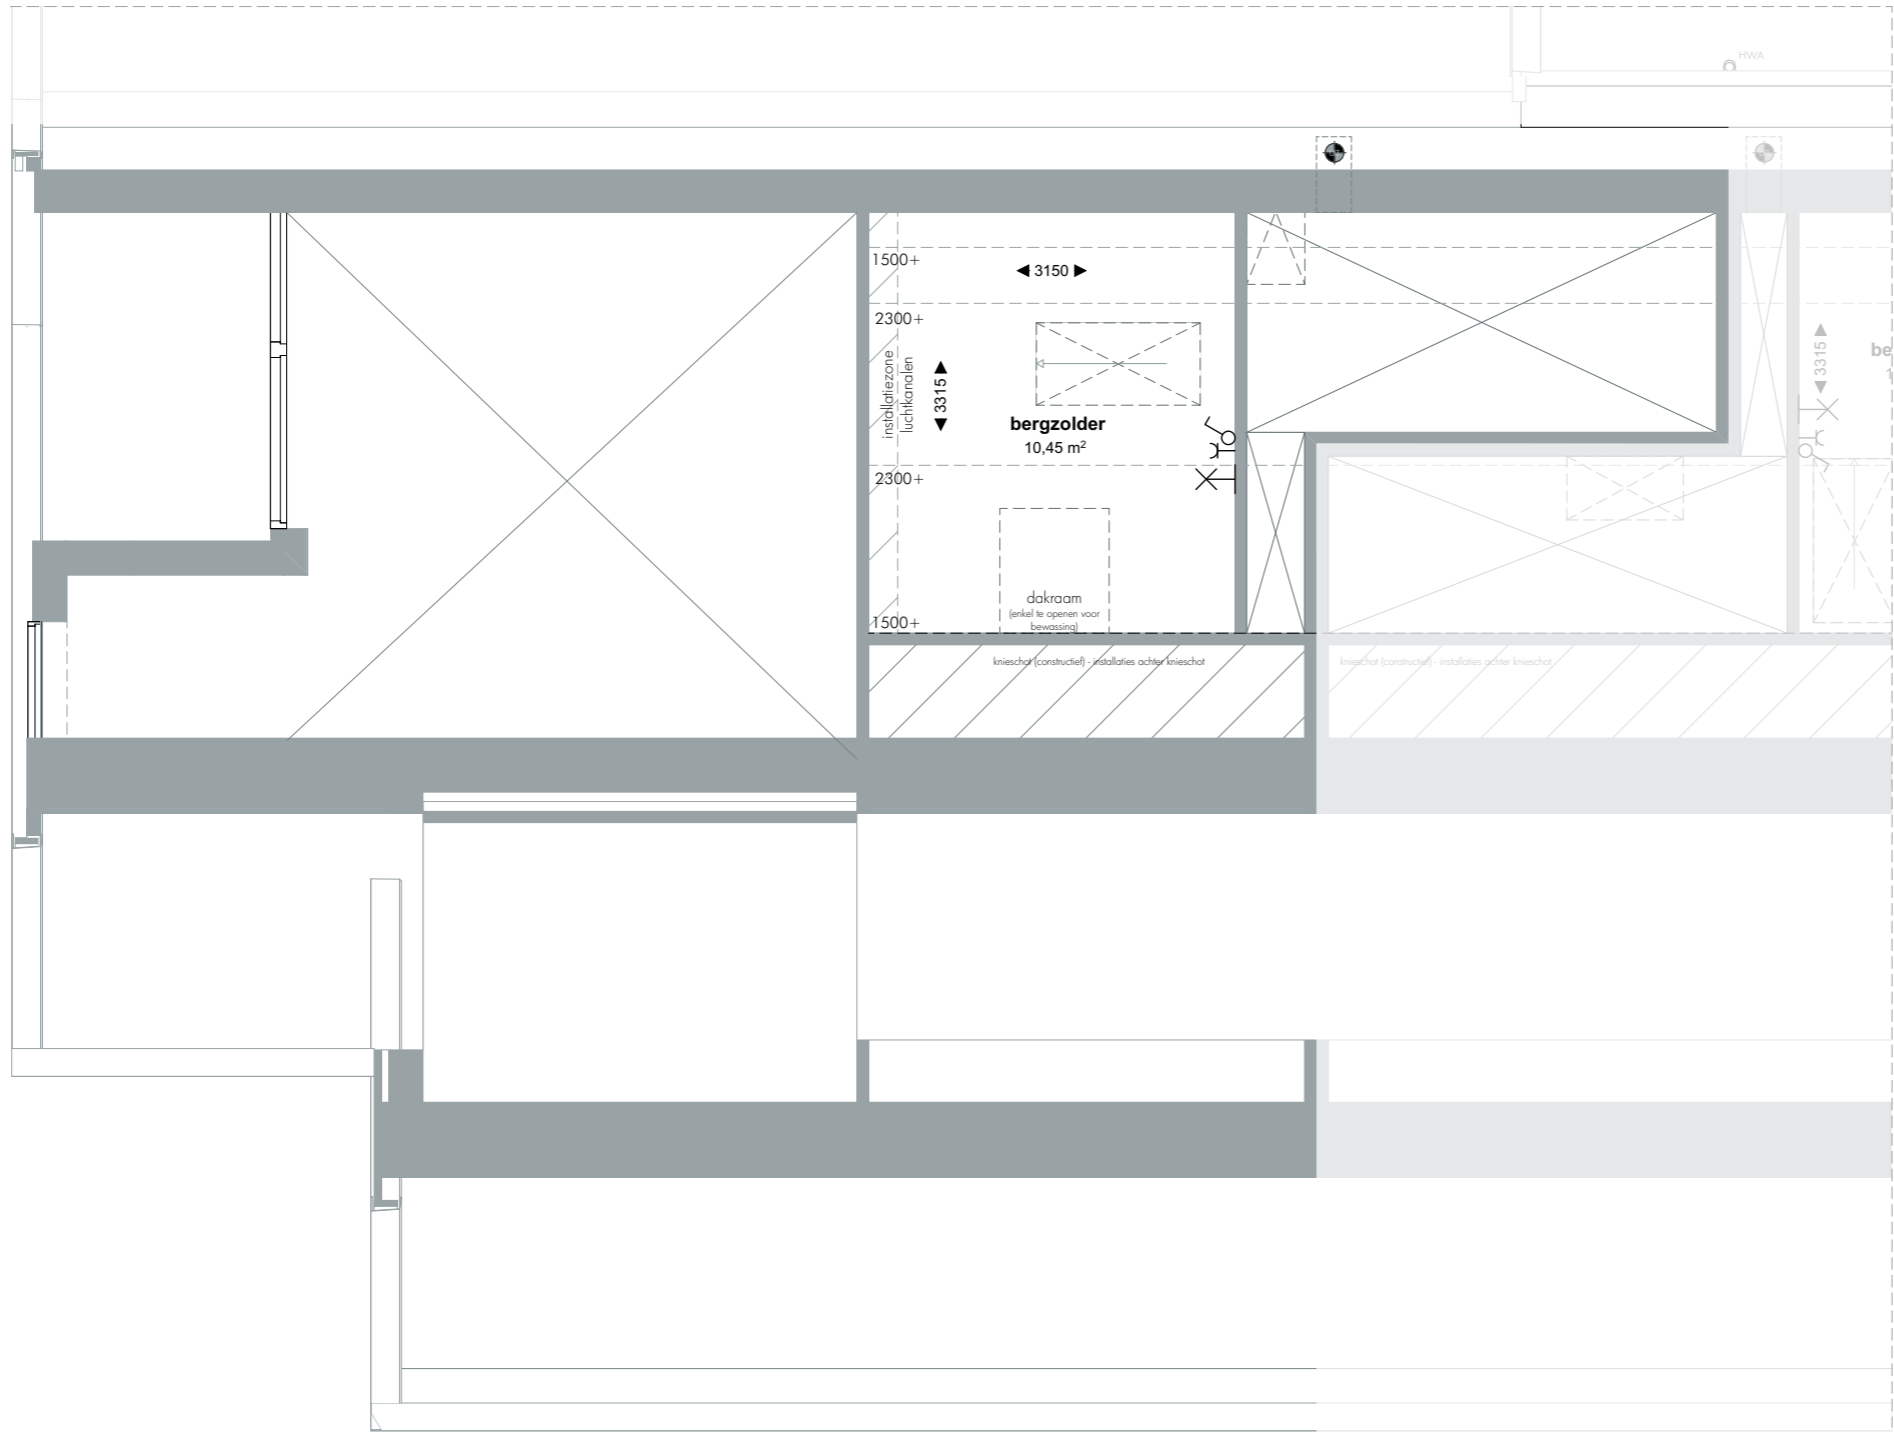 HWA
1500+
3150
2300+
installatiezone
luchtkanalen
3315
bergzolder
10,45 m²
2300+
dakraam
(enkel te openen voor
bewassing)
1500+
knieschot (constructief) - installaties achter knieschot
knieschot (constructief) - installaties achter knieschot
3315
be
1